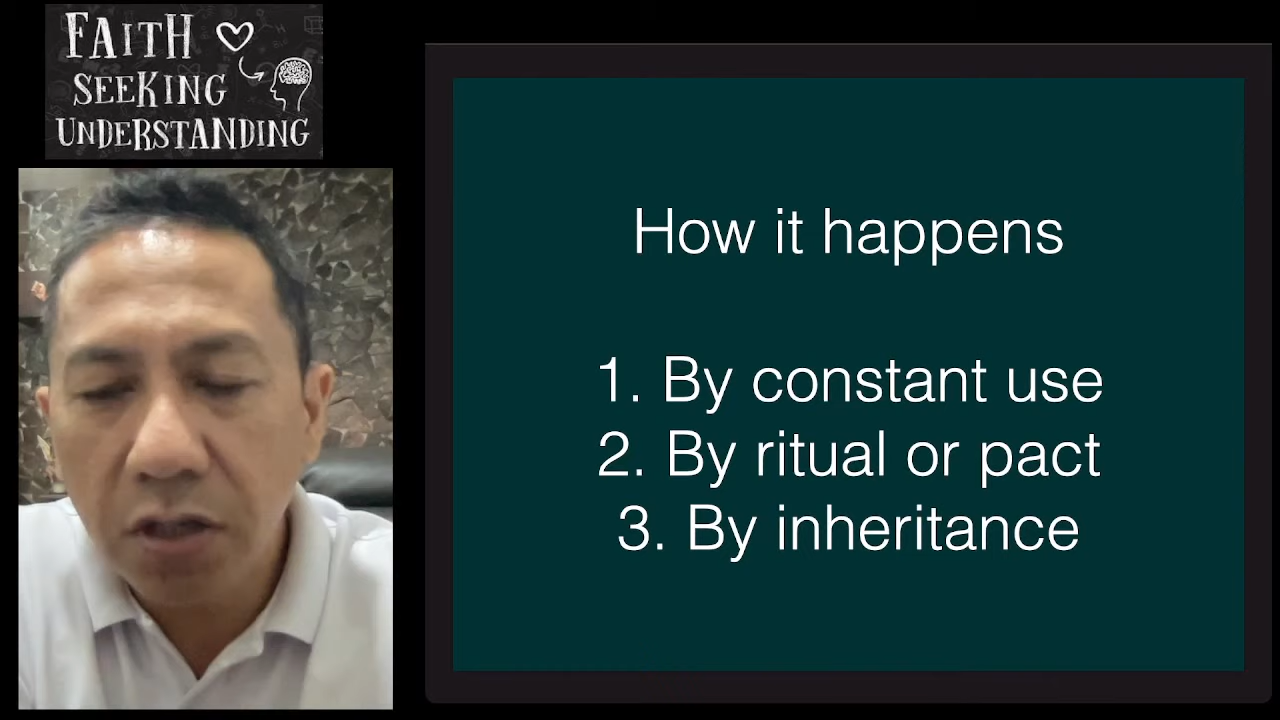 FAITH
SEEKING
UNDERSTANDING
How it happens
1. By constant use
2. By ritual or pact
3. By inheritance